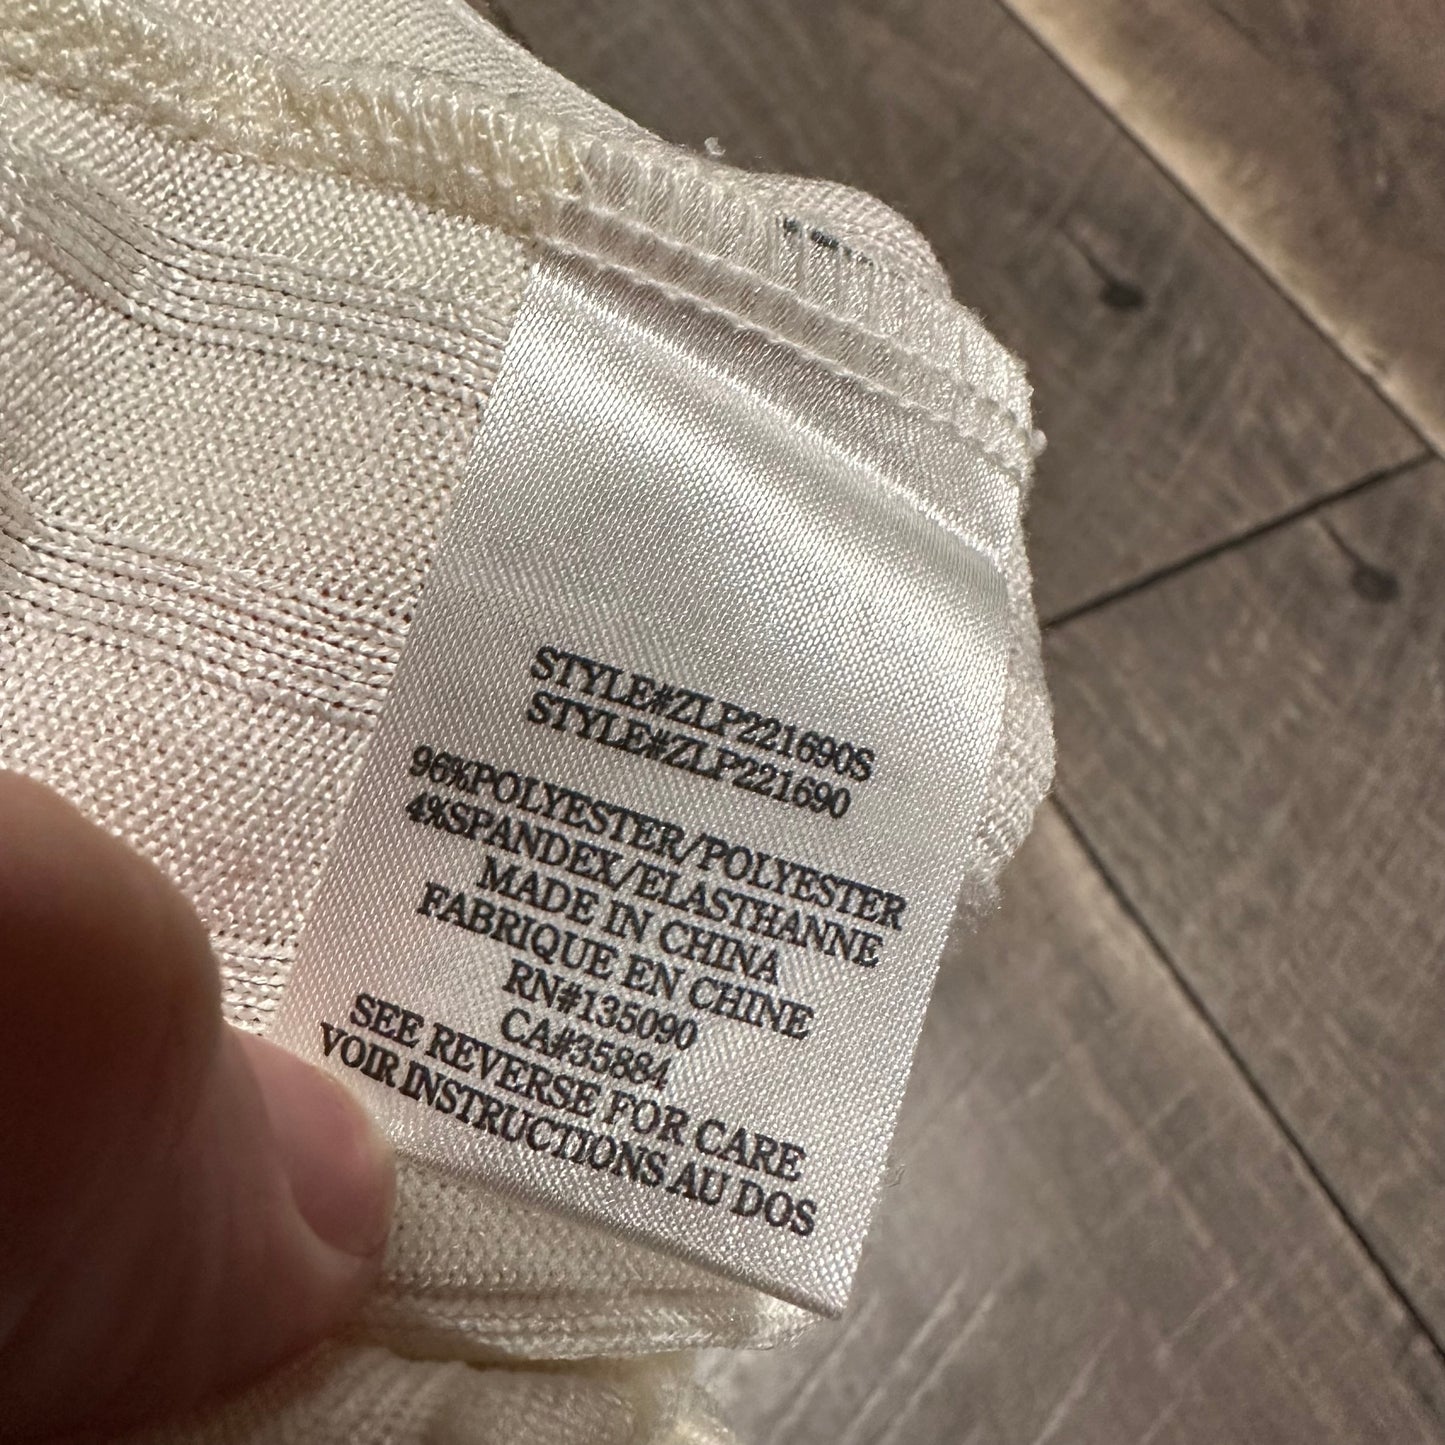 STYLE#ZLP221690S
STYLE#ZLP221690
96%POLYESTER/POLYESTER
4%SPANDEX/ELASTHANNE
MADE IN CHINA
FABRIQUE EN CHINE
RN#135090
CA#35884
SEE REVERSE FOR CARE
VOIR INSTRUCTIONS AU DOS